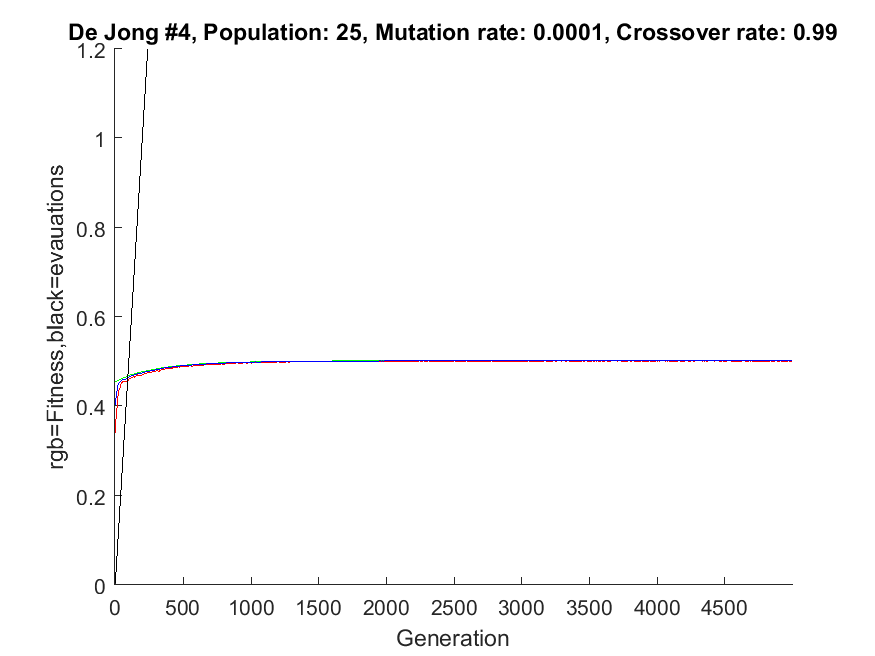 De Jong #4, Population: 25, Mutation rate: 0.0001, Crossover rate: 0.99
1.2
1
0.8
0.6
0.4
0.2
0
rgb=Fitness,black=evauations
0 500 1000 1500 2000 2500 3000 3500 4000 4500
Generation